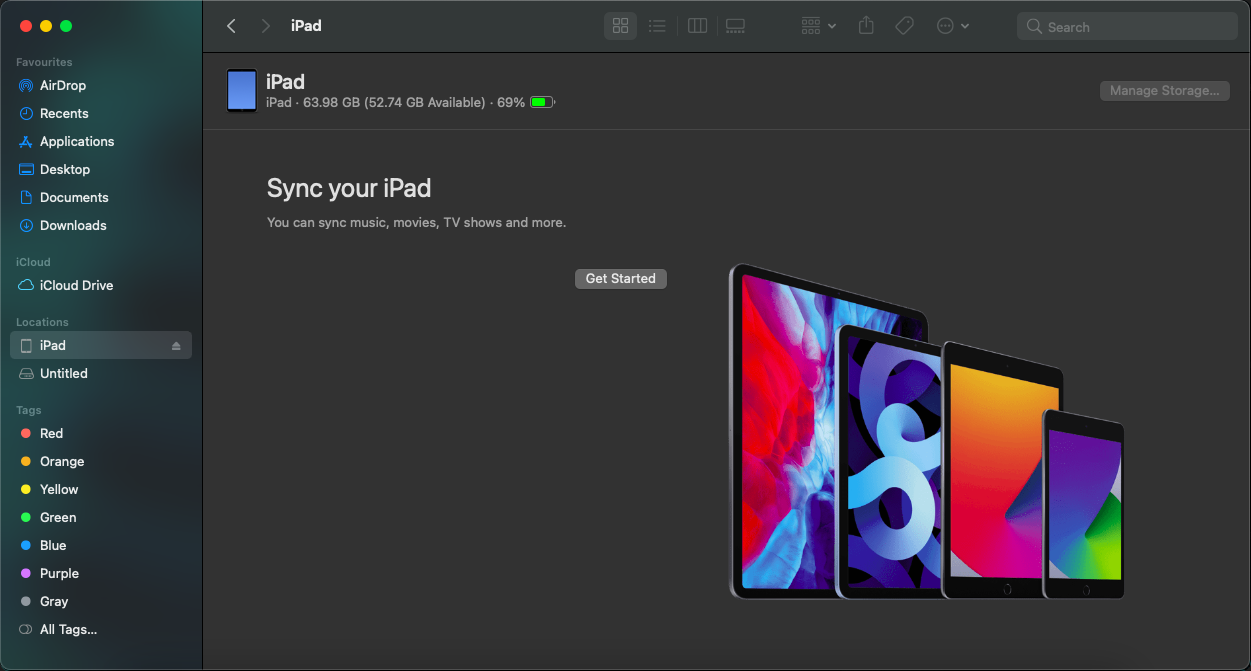 iPad
Search
Favourites
AirDrop
Recents
Applications
Desktop
Documents
Downloads
iCloud
iCloud Drive
Locations
iPad
Untitled
Tags
Red
Orange
Yellow
Green
Blue
Purple
Gray
All Tags...
iPad
iPad · 63.98 GB (52.74 GB Available) · 69%
Manage Storage...
Sync your iPad
You can sync music, movies, TV shows and more.
Get Started